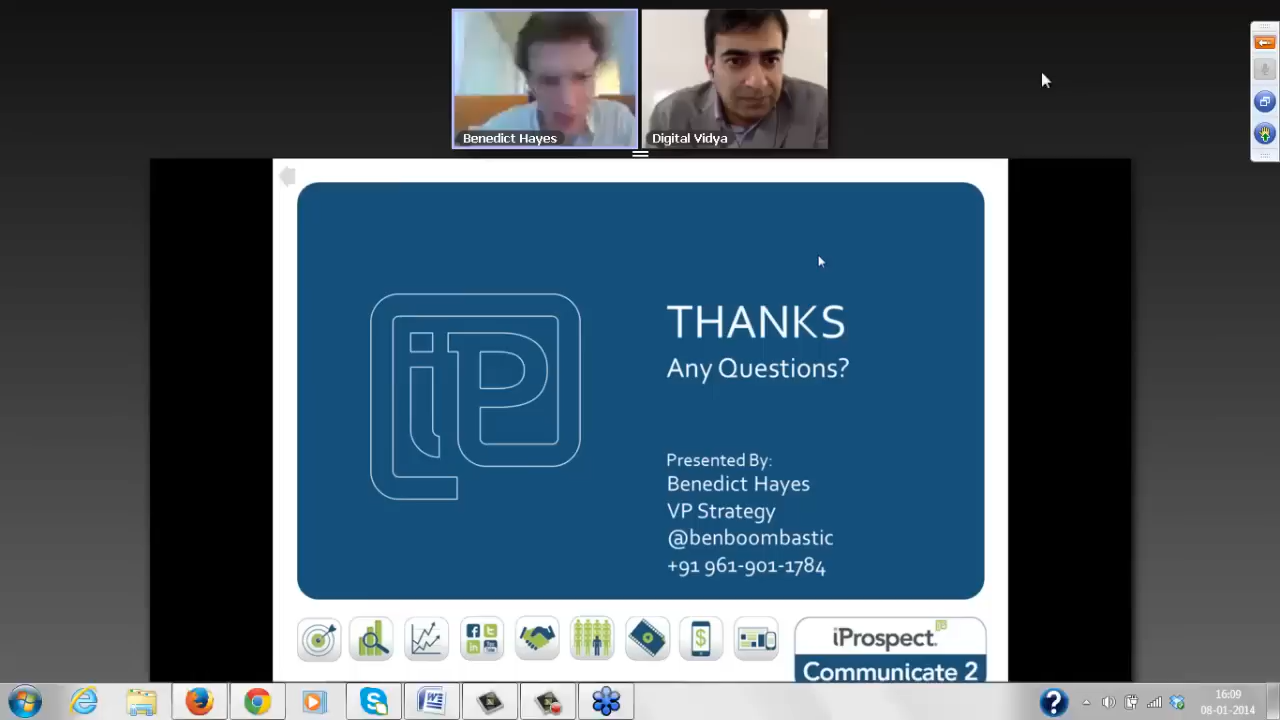 Benedict Hayes
Digital Vidya
iP
THANKS
Any Questions?
Presented By:
Benedict Hayes
VP Strategy
@benboombastic
+91 961-901-1784
iProspect
Communicate 2
16:09
08-01-2014